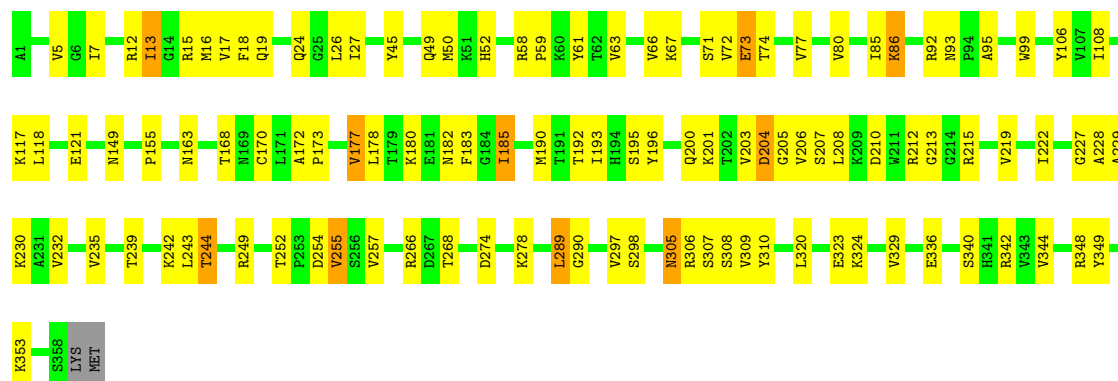 A1 V5 G6 I7 R12 I13 G14 R15 M16 V17 F18 Q19 Q24 G25 L26 I27 Y45 Q49 M50 K51 H52 R58 P59 K60 Y61 T62 V63 V66 K67 S71 V72 E73 T74 V77 V80 I85 K86 R92 N93 P94 A95 W99 Y106 V107 I108
K117 L118 E121 N149 P155 N163 T168 N169 C170 L171 A172 P173 V177 L178 T179 K180 E181 N182 F183 G184 I185 M190 T191 T192 I193 H194 S195 Y196 Q200 K201 T202 V203 D204 G205 V206 S207 L208 K209 D210 W211 R212 G213 G214 R215 V219 I222 G227 A228
K230 A231 V232 V235 T239 K242 L243 T244 R249 T252 P253 D254 V255 S256 V257 R266 D267 T268 D274 K278 L289 G290 V297 S298 N305 R306 S307 S308 V309 Y310 L320 E323 K324 V329 E336 S340 H341 R342 V343 V344 R348 Y349
K353 S358 LYS MET